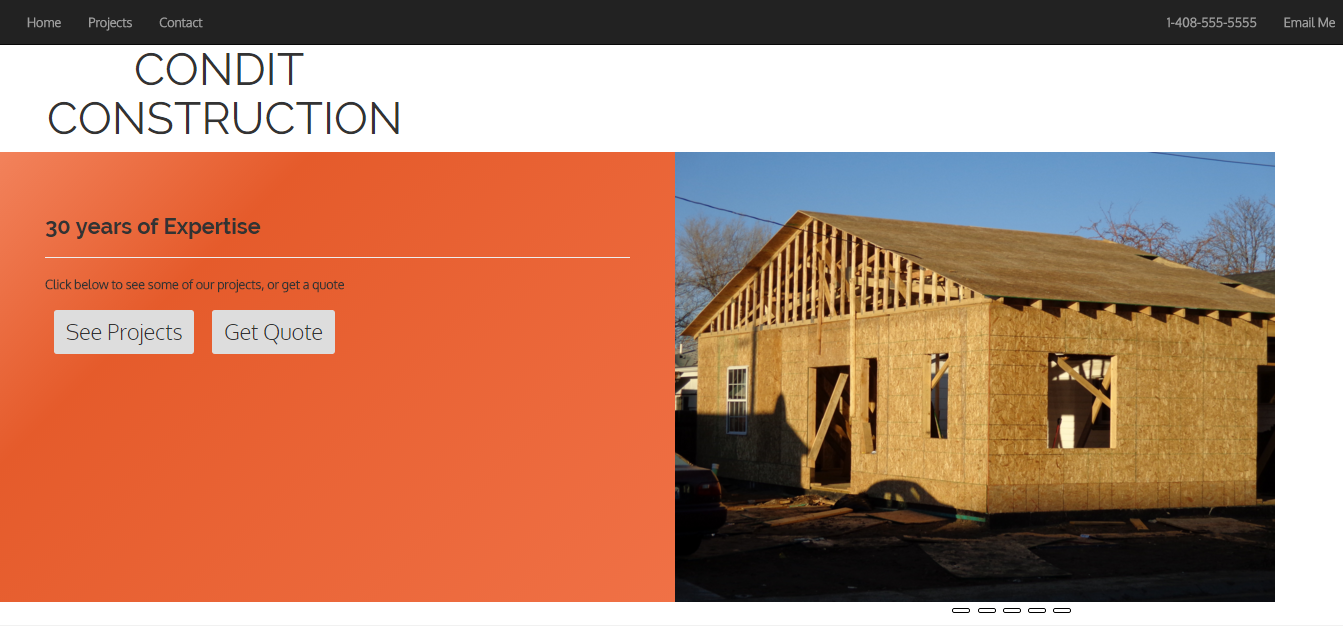 Home Projects Contact 1-408-555-5555 Email Me
CONDIT
CONSTRUCTION
30 years of Expertise
Click below to see some of our projects, or get a quote
See Projects Get Quote